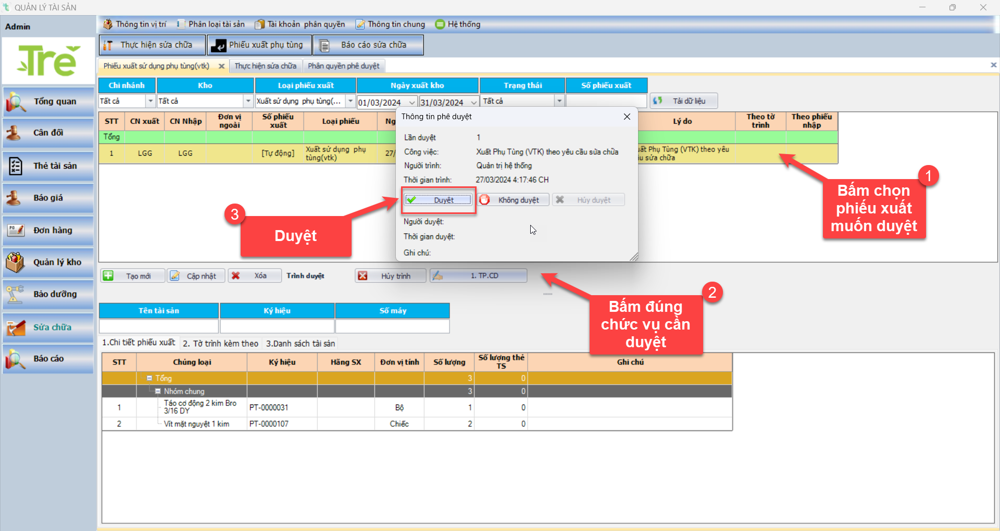 QUẢN LÝ TÀI SẢN
Admin
Thông tin vị trí
Phân loại tài sản
Tài khoản phân quyền
Thông tin chung
Hệ thống
Tre
Thực hiện sửa chữa
Phiếu xuất phụ tùng
Báo cáo sửa chữa
Phiếu xuất sử dụng phụ tùng(vtk)
Thực hiện sửa chữa
Phân quyền phê duyệt
Chi nhánh
Kho
Loại phiếu xuất
Ngày xuất kho
Trạng thái
Số phiếu xuất
Tất cả
Tất cả
Xuất sử dụng phụ tùng(...
01/03/2024
31/03/2024
Tất cả
Tải dữ liệu
STT
CN xuất
CN Nhập
Đơn vị ngoài
Số phiếu xuất
Loại phiếu
Ng
Lý do
Theo tờ trình
Theo phiếu nhập
Tổng
1
LGG
LGG
[Tự động]
Xuất sử dụng phụ tùng(vtk)
27/
uất Phụ Tùng (VTK) theo yêu
u sửa chữa
Thông tin phê duyệt
Lần duyệt
1
Công việc:
Xuất Phụ Tùng (VTK) theo yêu cầu sửa chữa
Người trình:
Quản trị hệ thống
Thời gian trình:
27/03/2024 4:17:46 CH
Duyệt
Không duyệt
Hủy duyệt
Người duyệt:
Thời gian duyệt:
Ghi chú:
1
Bấm chọn
phiếu xuất
muốn duyệt
3
Duyệt
2
Bấm đúng
chức vụ cần
duyệt
Tổng quan
Cân đối
Thẻ tài sản
Báo giá
PO
Đơn hàng
Quản lý kho
Bảo dưỡng
Sửa chữa
Báo cáo
Tạo mới
Cập nhật
Xóa
Trình duyệt
Hủy trình
1. TP.CD
Tên tài sản
Ký hiệu
Số máy
1.Chi tiết phiếu xuất
2. Tờ trình kèm theo
3.Danh sách tài sản
STT
Chủng loại
Ký hiệu
Hãng SX
Đơn vị tính
Số lượng
Số lượng thẻ TS
Ghi chú
Tổng
3
0
Nhóm chung
3
0
1
Táo cơ động 2 kim Bro 3/16 DY
PT-0000031
Bộ
1
0
2
Vít mặt nguyệt 1 kim
PT-0000107
Chiếc
2
0